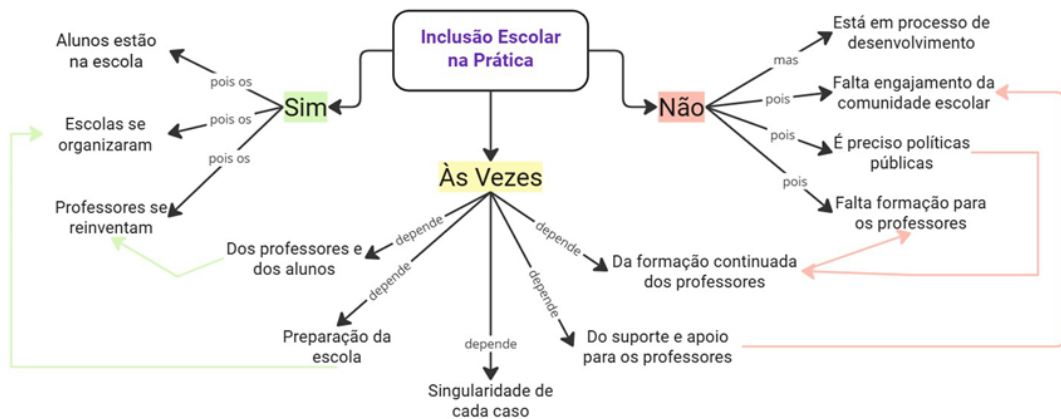 Inclusão Escolar
na Prática
Sim
pois os
Alunos estão
na escola
pois os
Escolas se
organizaram
pois os
Professores se
reinventam
Às Vezes
depende
Dos professores e
dos alunos
depende
Preparação da
escola
depende
Singularidade de
cada caso
depende
Do suporte e apoio
para os professores
depende
Da formação continuada
dos professores
Não
mas
Está em processo de
desenvolvimento
pois
Falta engajamento da
comunidade escolar
pois
É preciso políticas
públicas
pois
Falta formação para
os professores